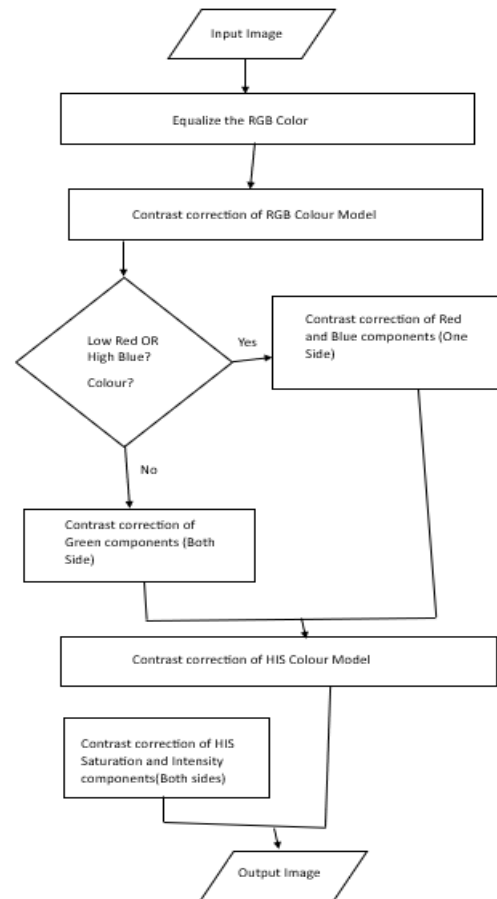 Input Image
Equalize the RGB Color
Contrast correction of RGB Colour Model
Low Red OR
High Blue?
Colour?
Yes
Contrast correction of Red
and Blue components (One
Side)
No
Contrast correction of
Green components (Both
Side)
Contrast correction of HIS Colour Model
Contrast correction of HIS
Saturation and Intensity
components(Both sides)
Output Image